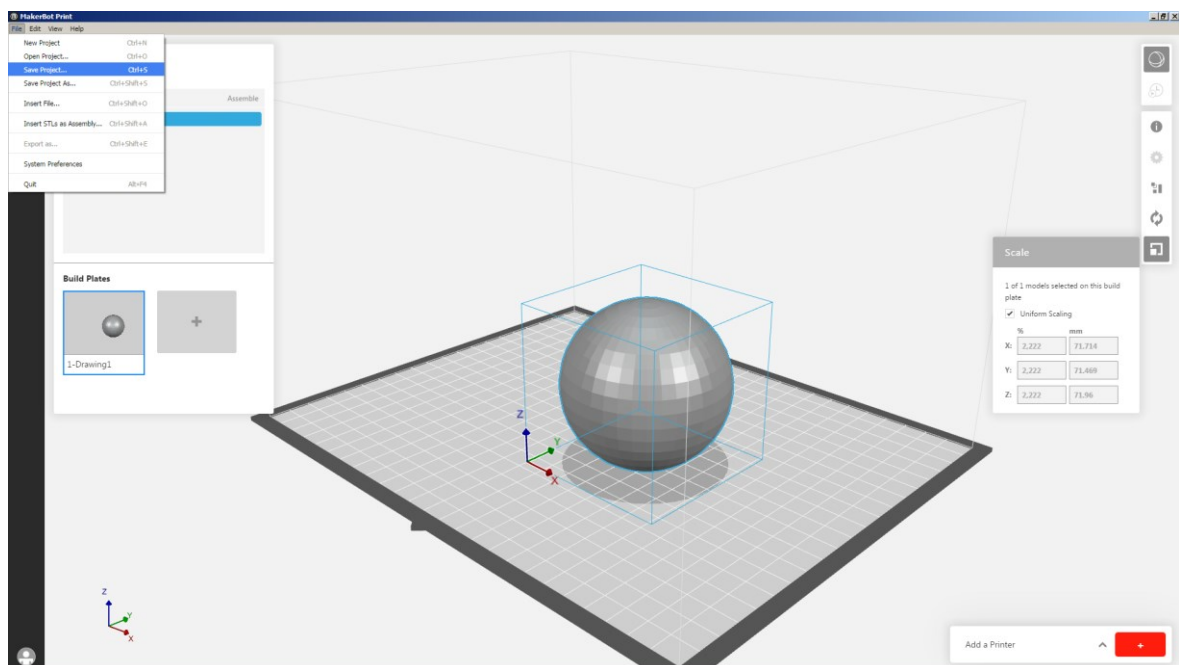 MakerBot Print
File Edit View Help
New Project Ctrl+N
Open Project... Ctrl+O
Save Project... Ctrl+S
Save Project As... Ctrl+Shift+S
Insert File... Ctrl+Shift+O
Insert STLs as Assembly... Ctrl+Shift+A
Export as... Ctrl+Shift+E
System Preferences
Quit Alt+F4
Assemble
Build Plates
+
1-Drawing1
Z
Y
X
Z
Y
X
Scale
1 of 1 models selected on this build
plate
Uniform Scaling
% mm
X: 2,222 71.714
Y: 2,222 71.469
Z: 2,222 71.96
Add a Printer +